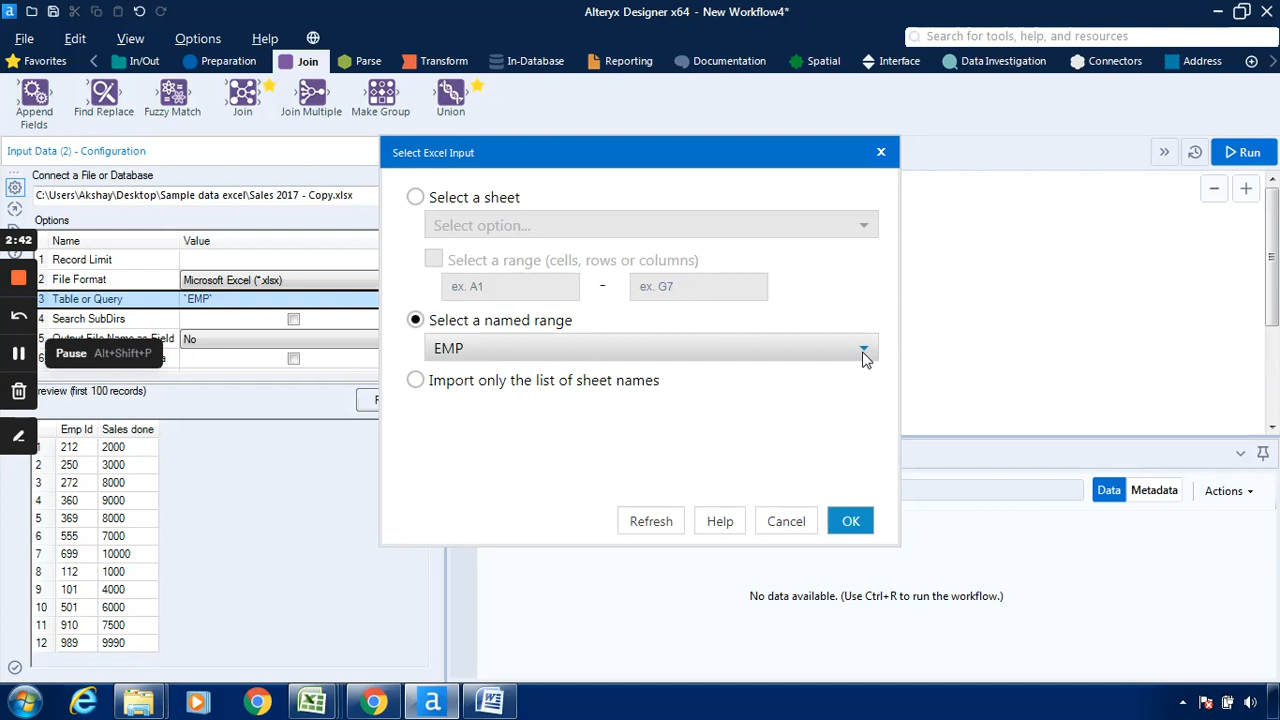 Alteryx Designer x64 - New Workflow4*
File Edit View Options Help
Search for tools, help, and resources
Favorites In/Out Preparation Join Parse Transform In-Database Reporting Documentation Spatial Interface Data Investigation Connectors Address
Append Fields
Find Replace
Fuzzy Match
Join
Join Multiple
Make Group
Union
Input Data (2) - Configuration
Run
Connect a File or Database
C:\Users\Akshay\Desktop\Sample data excel\Sales 2017 - Copy.xlsx
Options
2:42
Name Value
1 Record Limit
2 File Format Microsoft Excel (*.xlsx)
3 Table or Query `EMP`
4 Search SubDirs
5 Output File Name as Field No
6
Pause Alt+Shift+P
review (first 100 records)
Emp Id Sales done
1 212 2000
2 250 3000
3 272 8000
4 360 9000
5 369 8000
6 555 7000
7 699 10000
8 112 1000
9 101 4000
10 501 6000
11 910 7500
12 989 9990
Select Excel Input
X
Select a sheet
Select option...
Select a range (cells, rows or columns)
ex. A1 - ex. G7
Select a named range
EMP
Import only the list of sheet names
Refresh Help Cancel OK
Data Metadata Actions
No data available. (Use Ctrl+R to run the workflow.)